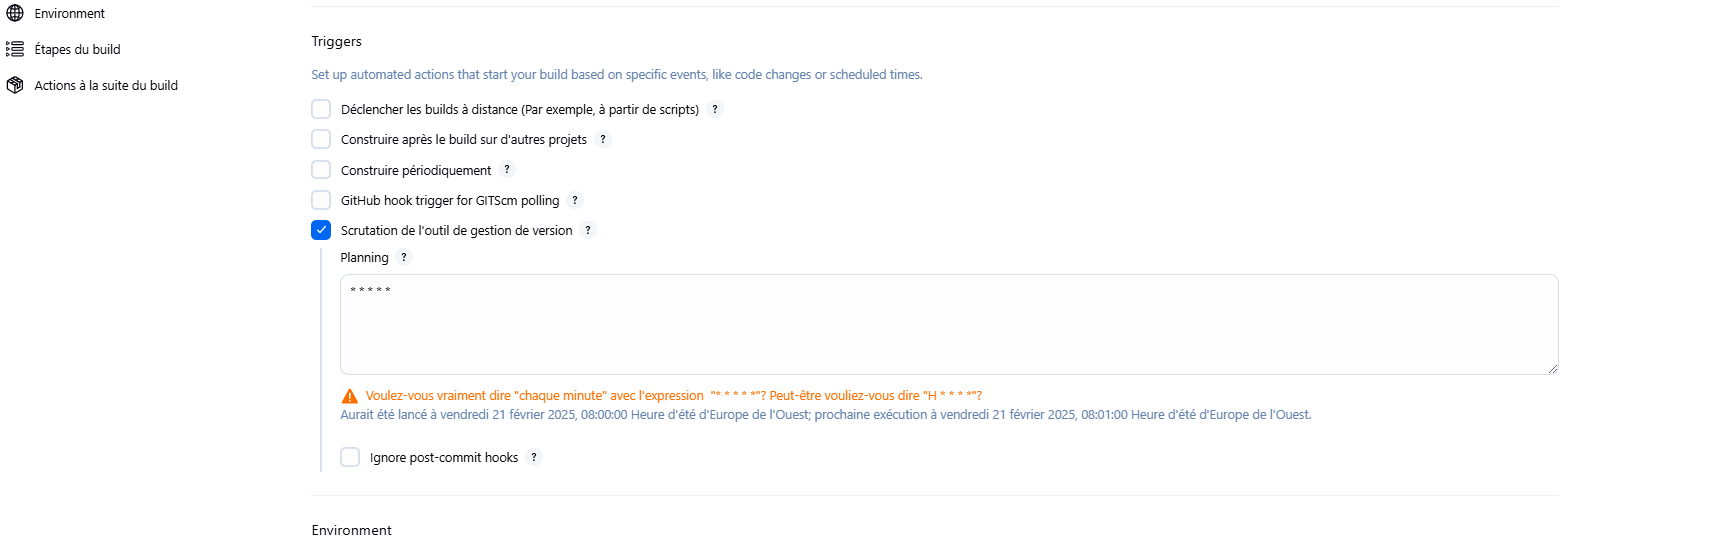 Environment
Étapes du build
Actions à la suite du build
Triggers
Set up automated actions that start your build based on specific events, like code changes or scheduled times.
Déclencher les builds à distance (Par exemple, à partir de scripts) ?
Construire après le build sur d'autres projets ?
Construire périodiquement ?
GitHub hook trigger for GITScm polling ?
Scrutation de l'outil de gestion de version ?
Planning ?
* * * * *
Voulez-vous vraiment dire "chaque minute" avec l'expression "* * * * *"? Peut-être vouliez-vous dire "H * * * *"?
Aurait été lancé à vendredi 21 février 2025, 08:00:00 Heure d'été d'Europe de l'Ouest; prochaine exécution à vendredi 21 février 2025, 08:01:00 Heure d'été d'Europe de l'Ouest.
Ignore post-commit hooks ?
Environment